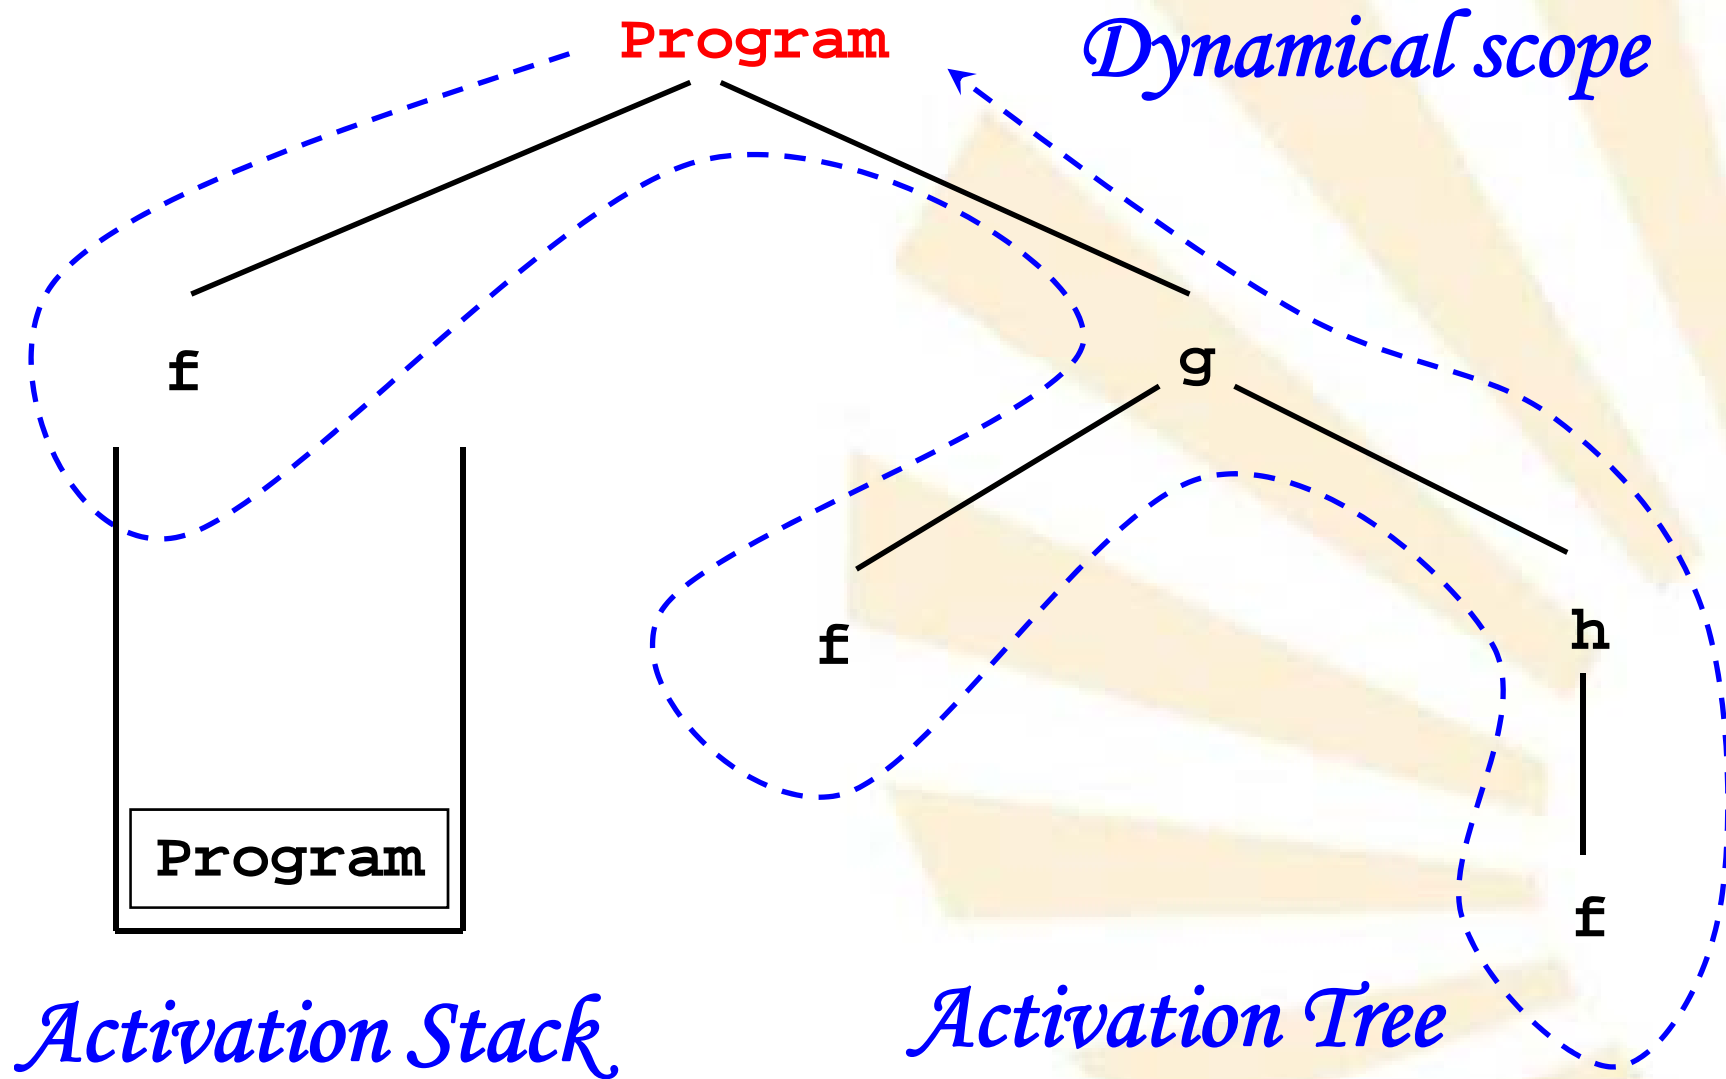 Program
Dynamical scope
f
g
f
h
Program
f
Activation Stack
Activation Tree